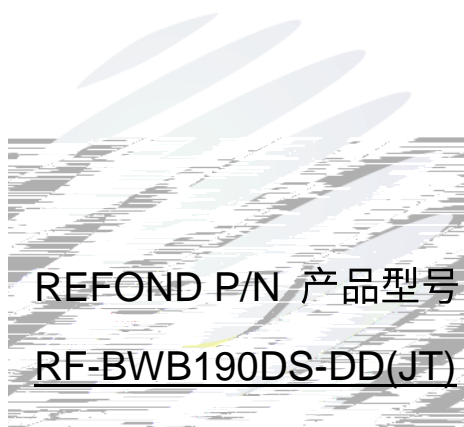 REFOND P/N 产品型号
RF-BWB190DS-DD(JT)